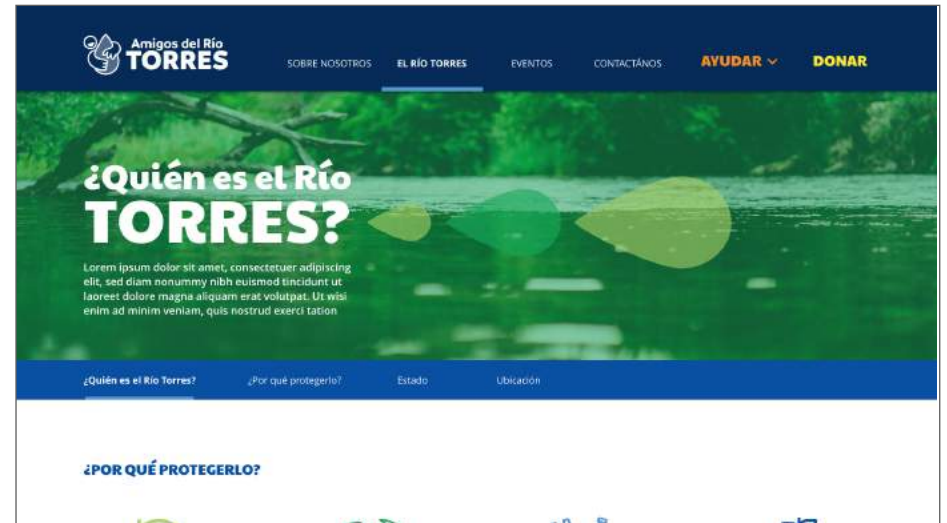 Amigos del Río
TORRES
SOBRE NOSOTROS EL RÍO TORRES EVENTOS CONTACTÁNOS AYUDAR DONAR
¿Quién es el Río
TORRES?
Lorem ipsum dolor sit amet, consectetuer adipiscing
elit, sed diam nonummy nibh euismod tincidunt ut
laoreet dolore magna aliquam erat volutpat. Ut wisi
enim ad minim veniam, quis nostrud exerci tation
¿Quién es el Río Torres? ¿Por qué protegerlo? Estado Ubicación
¿POR QUÉ PROTEGERLO?